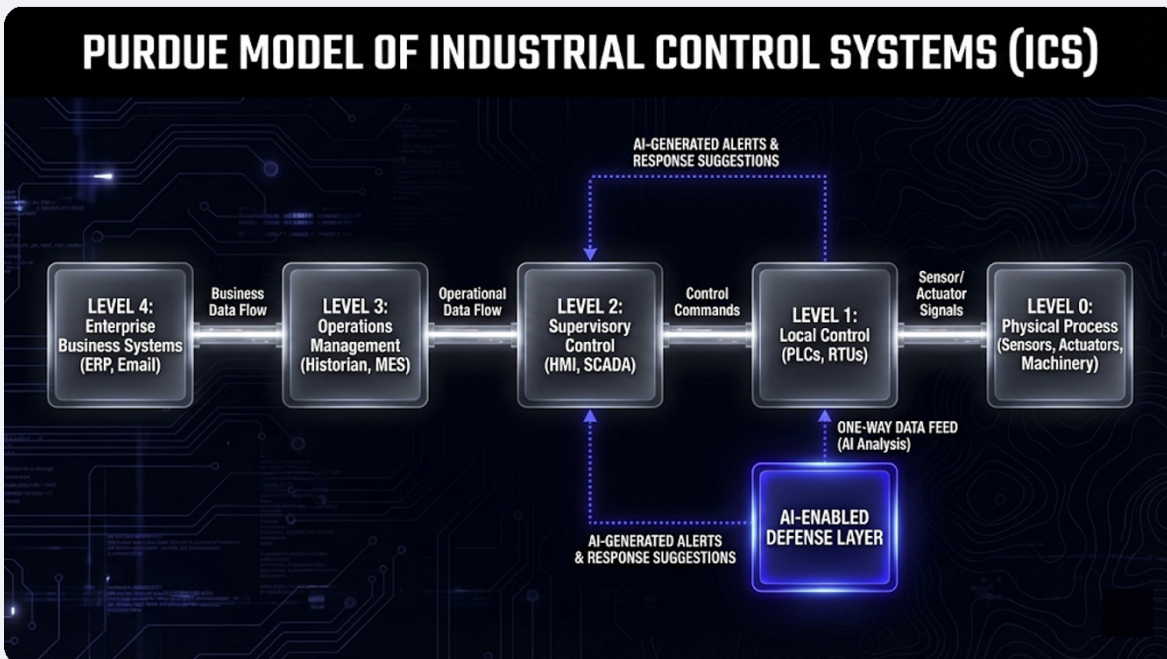 PURDUE MODEL OF INDUSTRIAL CONTROL SYSTEMS (ICS)
AI-GENERATED ALERTS &
RESPONSE SUGGESTIONS
LEVEL 4:
Enterprise
Business Systems
(ERP, Email)
Business
Data Flow
LEVEL 3:
Operations
Management
(Historian, MES)
Operational
Data Flow
LEVEL 2:
Supervisory
Control
(HMI, SCADA)
Control
Commands
LEVEL 1:
Local Control
(PLCs, RTUs)
Sensor/
Actuator
Signals
LEVEL 0:
Physical Process
(Sensors, Actuators,
Machinery)
ONE-WAY DATA FEED
(AI Analysis)
AI-ENABLED
DEFENSE LAYER
AI-GENERATED ALERTS
& RESPONSE SUGGESTIONS